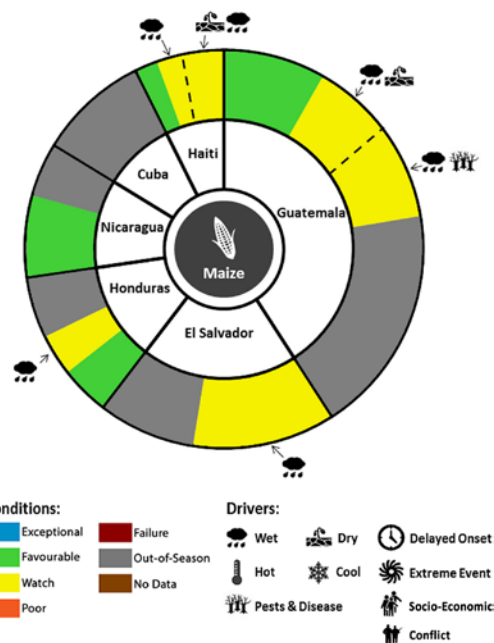 Haiti
Cuba
Guatemala
Nicaragua
Maize
Honduras
El Salvador
onditions:
Drivers:
Exceptional
Failure
Wet
Dry
Delayed Onset
Favourable
Out-of-Season
Hot
Cool
Extreme Event
Watch
No Data
Pests & Disease
Socio-Economic
Poor
Conflict